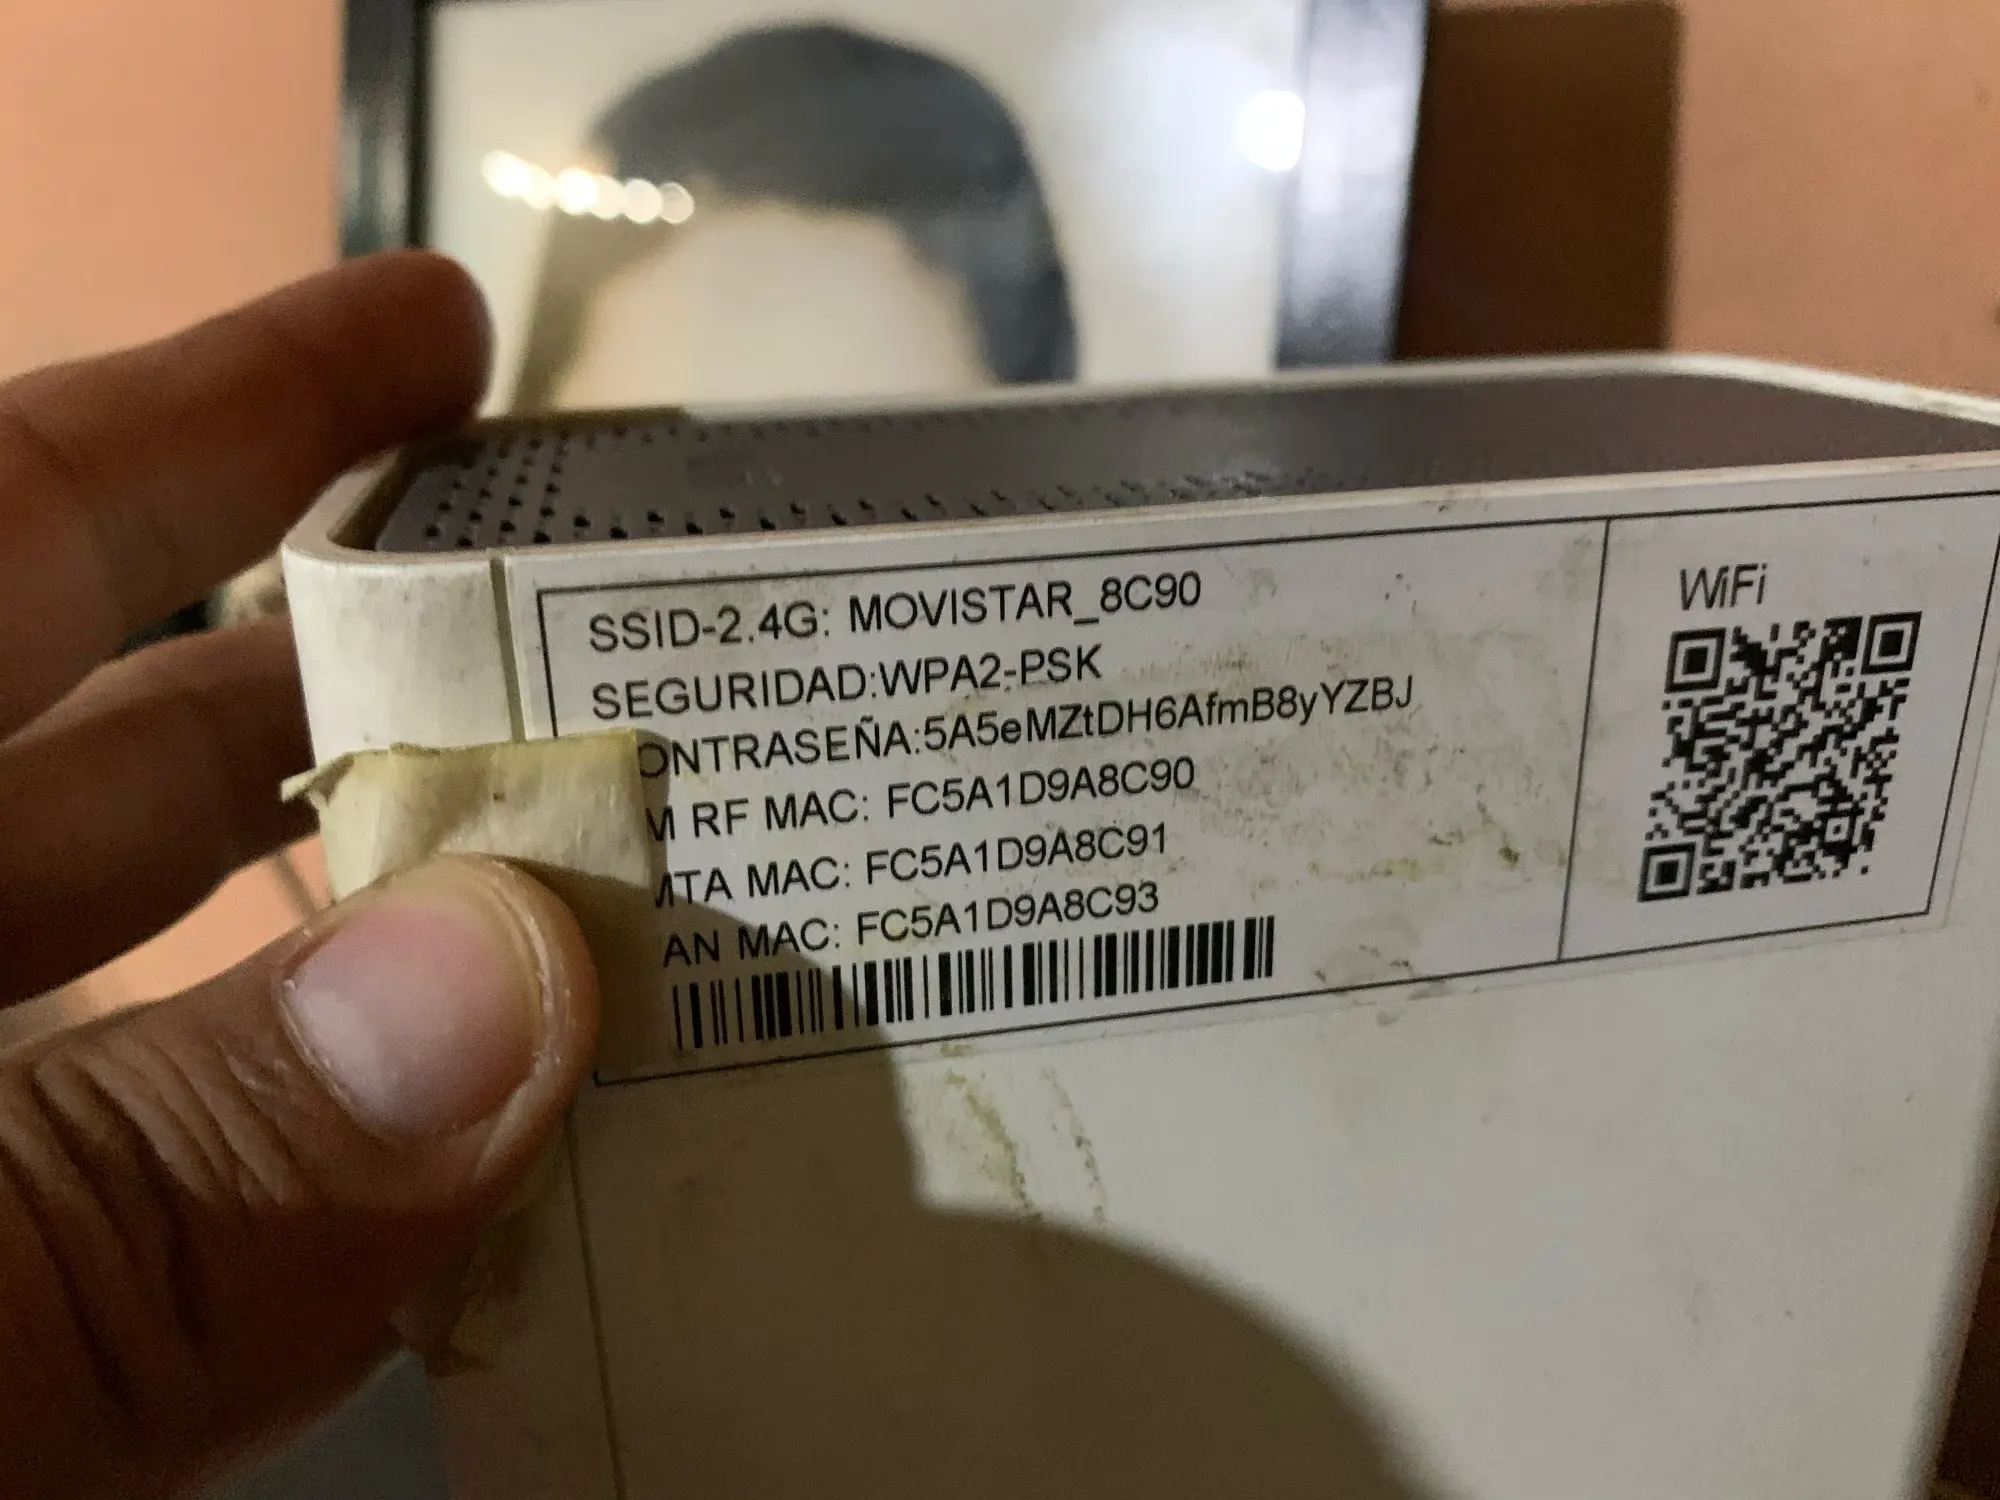 SSID-2.4G: MOVISTAR_8C90
WiFi
SEGURIDAD:WPA2-PSK
ONTRASEÑA:5A5eMZtDH6AfmB8yYZBJ
M RF MAC: FC5A1D9A8C90
MTA MAC: FC5A1D9A8C91
AN MAC: FC5A1D9A8C93